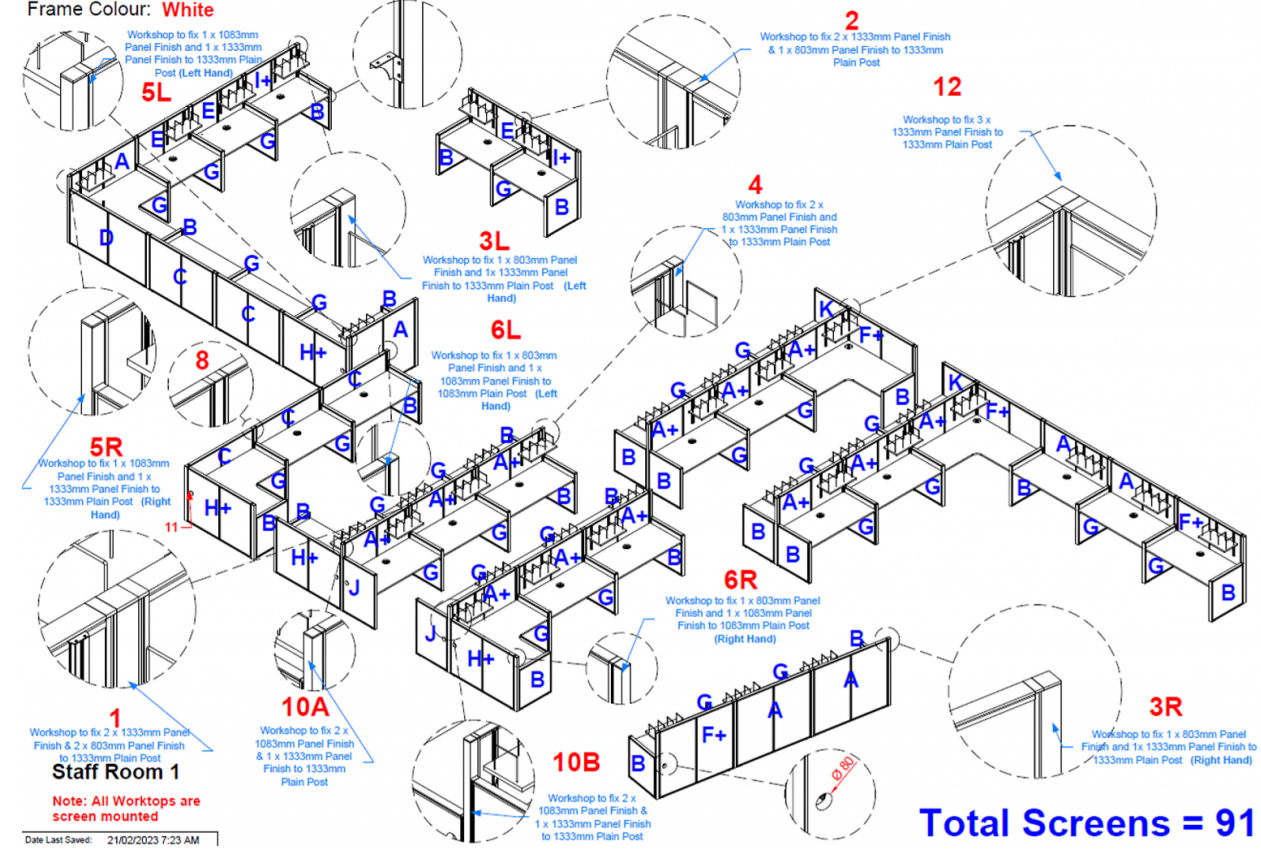 Frame Colour: White
Workshop to fix 1 x 1083mm
Panel Finish and 1 x 1333mm
Panel Finish to 1333mm Plain
Post (Left Hand)
5L
2
Workshop to fix 2 x 1333mm Panel Finish
& 1 x 803mm Panel Finish to 1333mm
Plain Post
12
Workshop to fix 3 x
1333mm Panel Finish to
1333mm Plain Post
I+
E
E
A
B
G
G
G
D
B
C
G
C
G
H+
B
A
E
I+
B
G
B
3L
Workshop to fix 1 x 803mm Panel
Finish and 1x 1333mm Panel
Finish to 1333mm Plain Post (Left
Hand)
4
Workshop to fix 2 x
803mm Panel Finish and
1 x 1333mm Panel Finish
to 1333mm Plain Post
6L
Workshop to fix 1 x 803mm
Panel Finish and 1 x
1083mm Panel Finish to
1083mm Plain Post (Left
Hand)
8
5R
Workshop to fix 1 x 1083mm
Panel Finish and 1 x
1333mm Panel Finish to
1333mm Plain Post (Right
Hand)
11
C
C
C
B
G
G
H+
B
B
H+
J
G
G
B
A+
A+
A+
G
G
B
K
F+
G
A+
G
A+
A+
B
B
G
G
B
K
F+
G
A+
G
A+
A
A
F+
B
B
G
G
B
G
G
B
J
G
G
B
A+
A+
A+
H+
G
G
B
B
6R
Workshop to fix 1 x 803mm Panel
Finish and 1 x 1083mm Panel
Finish to 1083mm Plain Post
(Right Hand)
1
Workshop to fix 2 x 1333mm Panel
Finish & 2 x 803mm Panel Finish
to 1333mm Plain Post
10A
Workshop to fix 2 x
1083mm Panel Finish
& 1 x 1333mm Panel
Finish to 1333mm
Plain Post
10B
Workshop to fix 2 x
1083mm Panel Finish &
1 x 1333mm Panel Finish
to 1333mm Plain Post
B
G
G
A
A
F+
B
Ø 80
3R
Workshop to fix 1 x 803mm Panel
Finish and 1x 1333mm Panel Finish to
1333mm Plain Post (Right Hand)
Staff Room 1
Note: All Worktops are
screen mounted
Date Last Saved: 21/02/2023 7:23 AM
Total Screens = 91